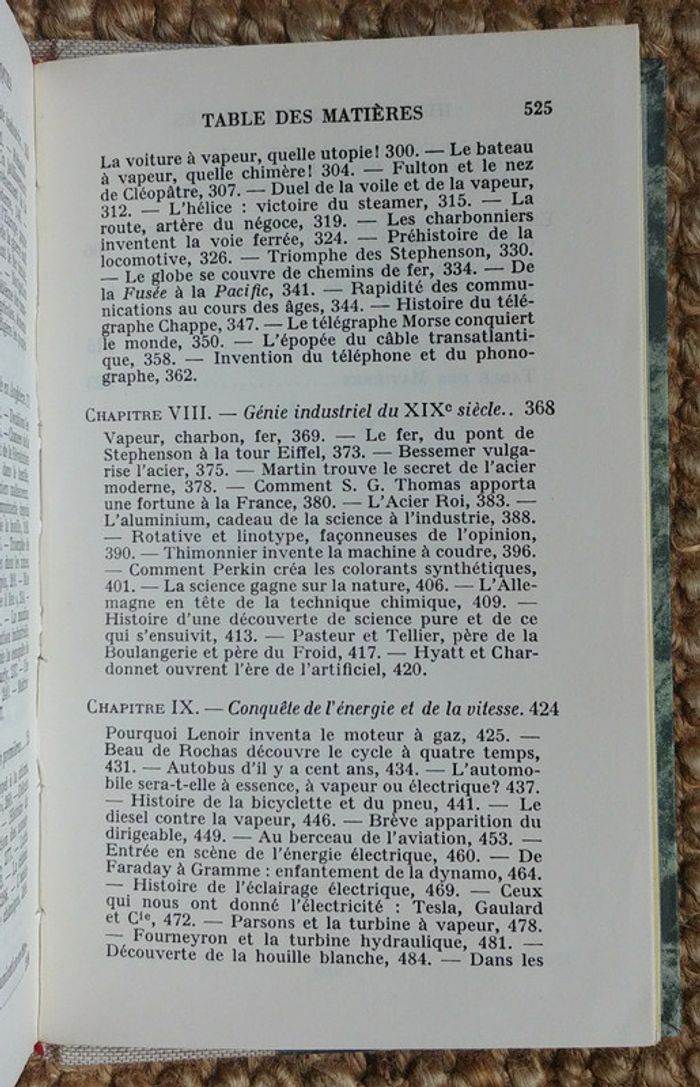 TABLE DES MATIÈRES 525
La voiture à vapeur, quelle utopie! 300. — Le bateau
à vapeur, quelle chimère! 304. — Fulton et le nez
de Cléopâtre, 307. — Duel de la voile et de la vapeur,
312. — L'hélice : victoire du steamer, 315. — La
route, artère du négoce, 319. — Les charbonniers
inventent la voie ferrée, 324. — Préhistoire de la
locomotive, 326. — Triomphe des Stephenson, 330.
— Le globe se couvre de chemins de fer, 334. — De
la Fusée à la Pacific, 341. — Rapidité des commu-
nications au cours des âges, 344. — Histoire du télé-
graphe Chappe, 347. — Le télégraphe Morse conquiert
le monde, 350. — L'épopée du câble transatlanti-
que, 358. — Invention du téléphone et du phono-
graphe, 362.
CHAPITRE VIII. — Génie industriel du XIXe siècle.. 368
Vapeur, charbon, fer, 369. — Le fer, du pont de
Stephenson à la tour Eiffel, 373. — Bessemer vulga-
rise l'acier, 375. — Martin trouve le secret de l'acier
moderne, 378. — Comment S. G. Thomas apporta
une fortune à la France, 380. — L'Acier Roi, 383. —
L'aluminium, cadeau de la science à l'industrie, 388.
— Rotative et linotype, façonneuses de l'opinion,
390. — Thimonnier invente la machine à coudre, 396.
— Comment Perkin créa les colorants synthétiques,
401. — La science gagne sur la nature, 406. — L'Alle-
magne en tête de la technique chimique, 409. —
Histoire d'une découverte de science pure et de ce
qui s'ensuivit, 413. — Pasteur et Tellier, père de la
Boulangerie et père du Froid, 417. — Hyatt et Char-
donnet ouvrent l'ère de l'artificiel, 420.
CHAPITRE IX. — Conquête de l'énergie et de la vitesse. 424
Pourquoi Lenoir inventa le moteur à gaz, 425. —
Beau de Rochas découvre le cycle à quatre temps,
431. — Autobus d'il y a cent ans, 434. — L'automo-
bile sera-t-elle à essence, à vapeur ou électrique? 437.
— Histoire de la bicyclette et du pneu, 441. — Le
diesel contre la vapeur, 446. — Brève apparition du
dirigeable, 449. — Au berceau de l'aviation, 453. —
Entrée en scène de l'énergie électrique, 460. — De
Faraday à Gramme : enfantement de la dynamo, 464.
— Histoire de l'éclairage électrique, 469. — Ceux
qui nous ont donné l'électricité : Tesla, Gaulard
et Cie, 472. — Parsons et la turbine à vapeur, 478.
— Fourneyron et la turbine hydraulique, 481. —
Découverte de la houille blanche, 484. — Dans les